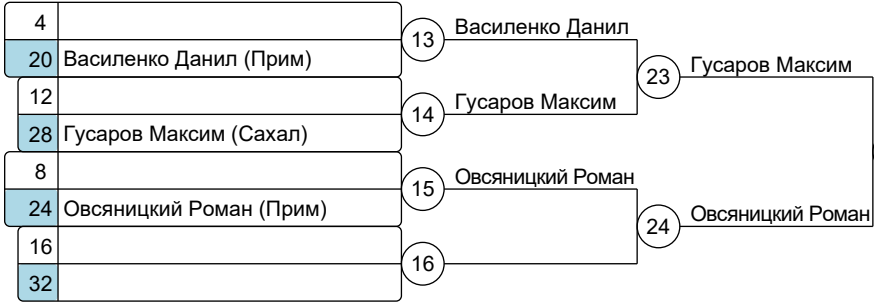 4
20 Василенко Данил (Прим)
12
28 Гусаров Максим (Сахал)
8
24 Овсяницкий Роман (Прим)
16
32
13
Василенко Данил
14
Гусаров Максим
15
Овсяницкий Роман
16
23
Гусаров Максим
24
Овсяницкий Роман